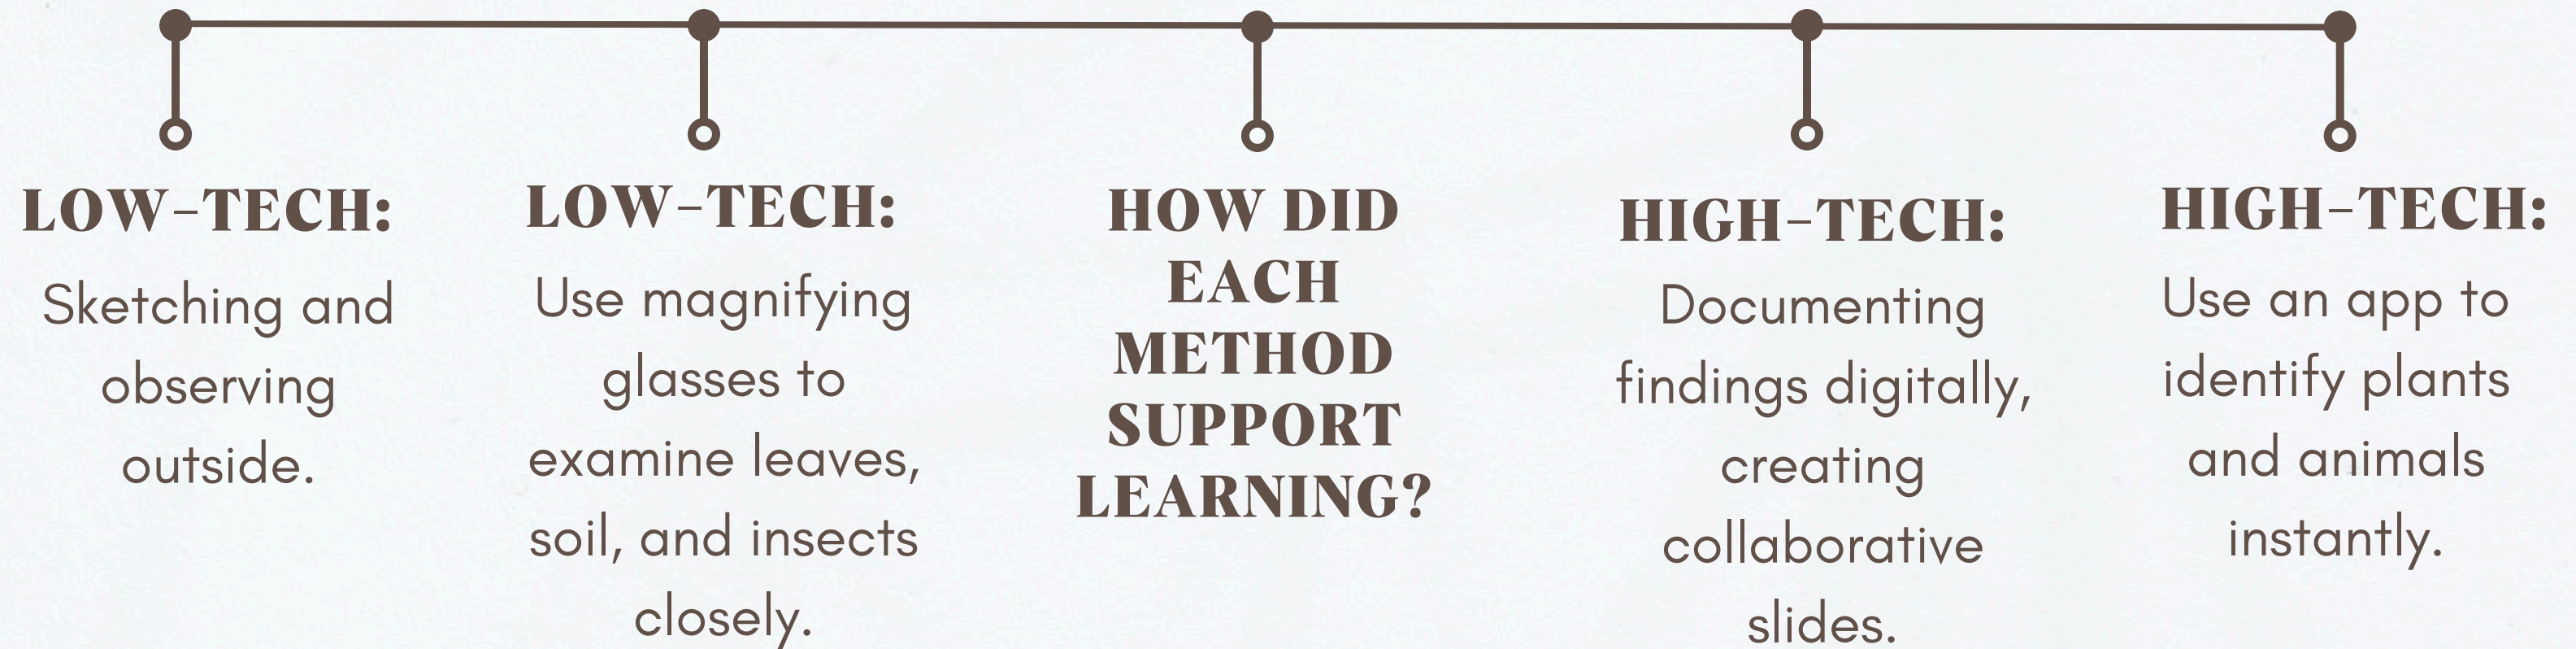 LOW-TECH:
Sketching and
observing
outside.
LOW-TECH:
Use magnifying
glasses to
examine leaves,
soil, and insects
closely.
HOW DID
EACH
METHOD
SUPPORT
LEARNING?
HIGH-TECH:
Documenting
findings digitally,
creating
collaborative
slides.
HIGH-TECH:
Use an app to
identify plants
and animals
instantly.